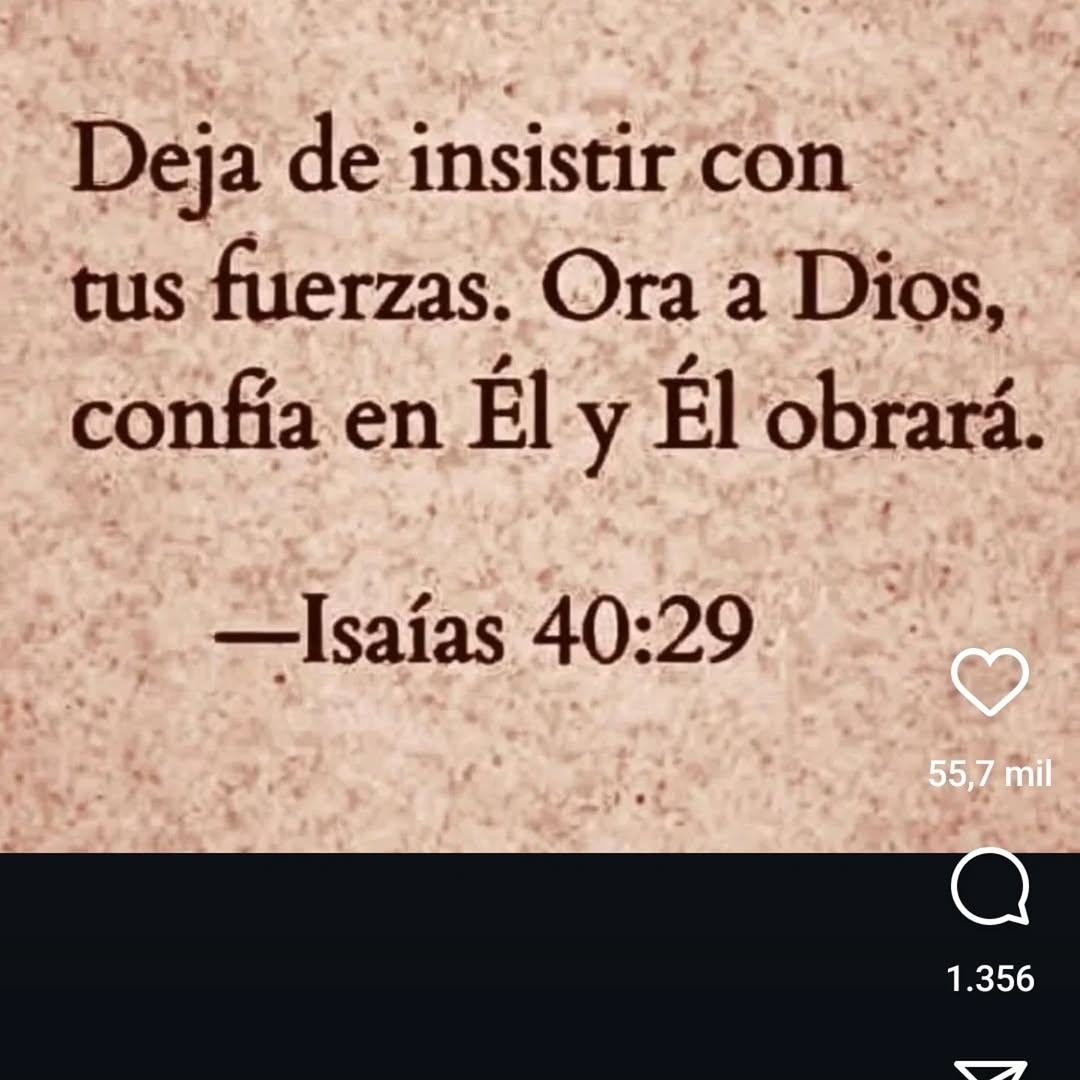 Deja de insistir con
tus fuerzas. Ora a Dios,
confía en Él y Él obrará.
—Isaías 40:29
55,7 mil
1.356